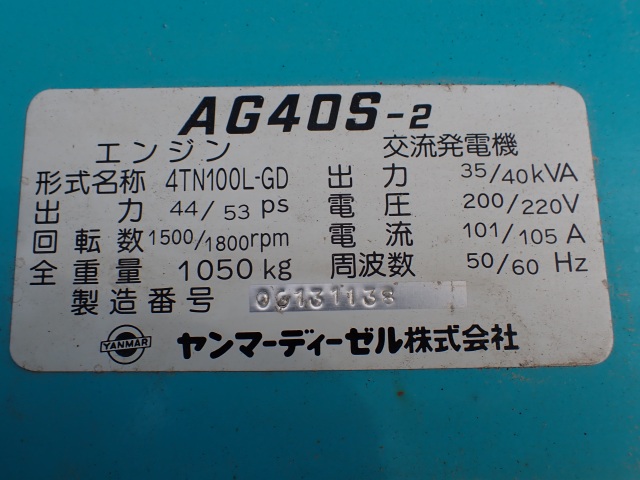 AG40S-2
エンジン 交流発電機
形式名称 4TN100L-GD 出力 35/40kVA
出力 44/53 ps 電圧 200/220V
回転数 1500/1800rpm 電流 101/105 A
全重量 1050kg 周波数 50/60 Hz
製造番号
YANMAR ヤンマーディーゼル株式会社